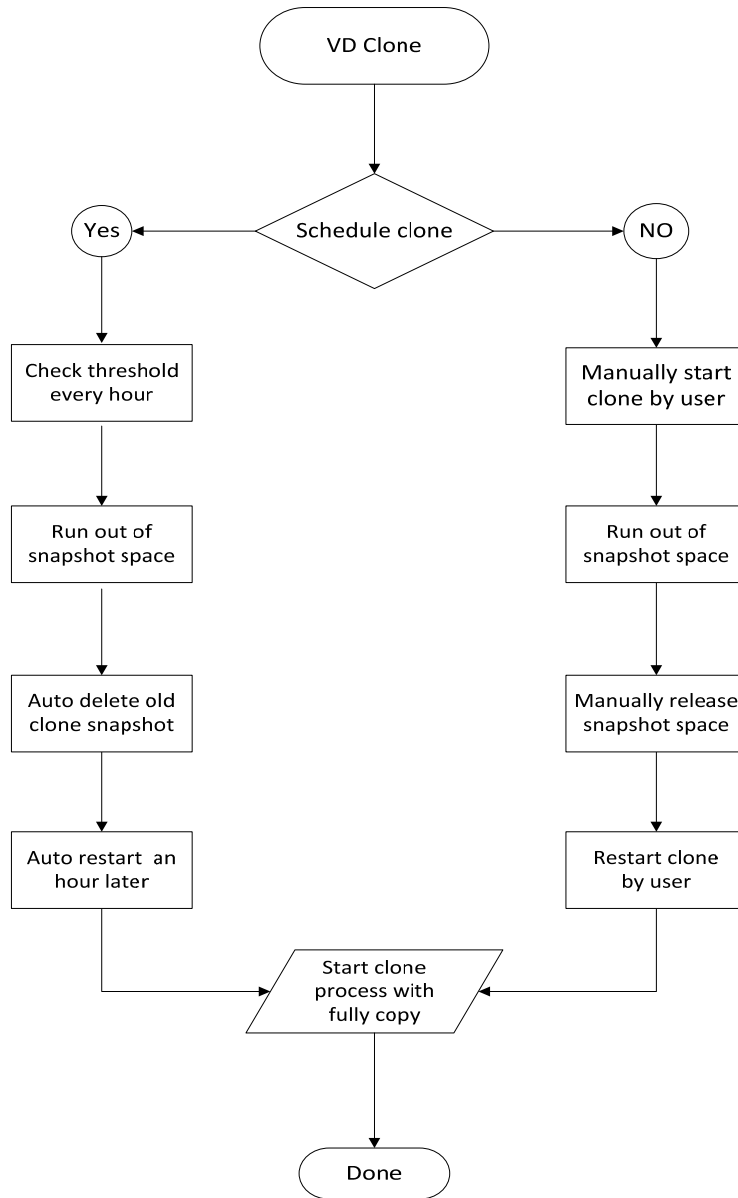 VD Clone
Schedule clone
Yes
NO
Check threshold
every hour
Manually start
clone by user
Run out of
snapshot space
Run out of
snapshot space
Auto delete old
clone snapshot
Manually release
snapshot space
Auto restart an
hour later
Restart clone
by user
Start clone
process with
fully copy
Done